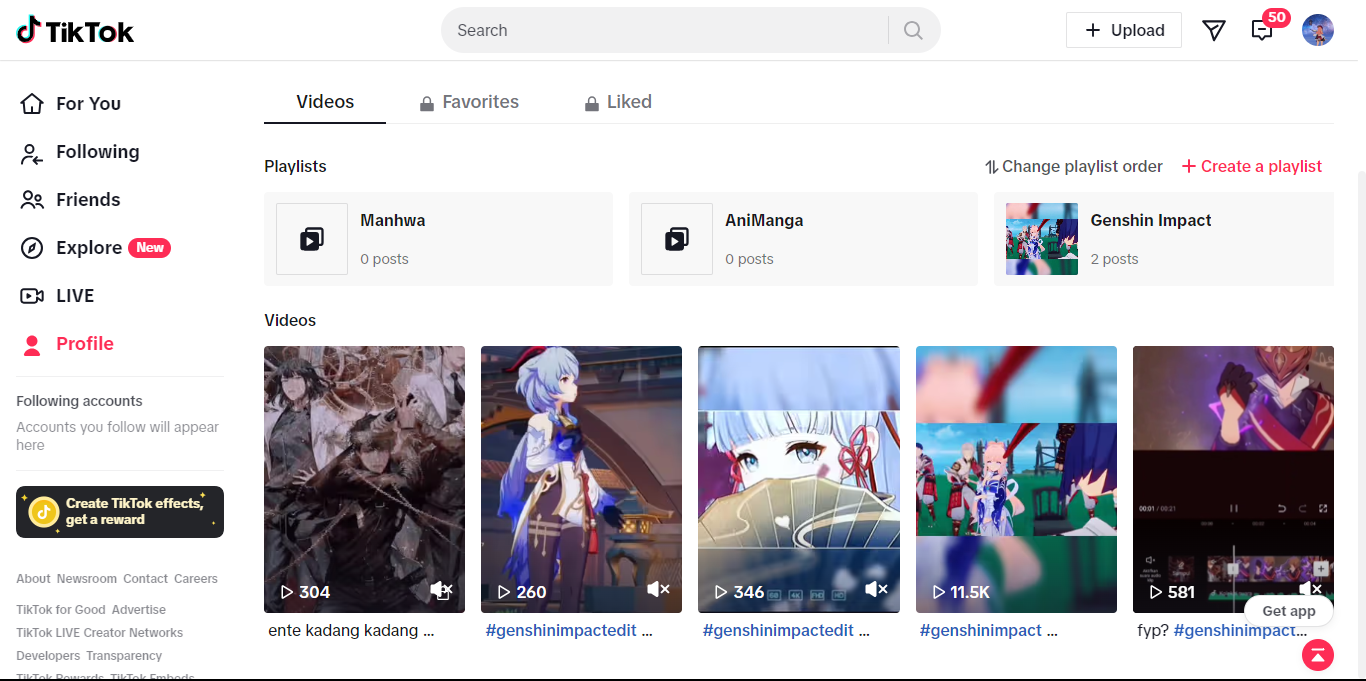 TikTok
Search
Upload
50
For You
Following
Friends
Explore New
LIVE
Profile
Following accounts
Accounts you follow will appear
here
Create TikTok effects,
get a reward
About Newsroom Contact Careers
TikTok for Good Advertise
TikTok LIVE Creator Networks
Developers Transparency
TikTok Rewards TikTok Embeds
Videos Favorites Liked
Playlists
Change playlist order
Create a playlist
Manhwa
0 posts
AniManga
0 posts
Genshin Impact
2 posts
Videos
304
ente kadang kadang ...
260
#genshinimpactedit ...
346
#genshinimpactedit ...
11.5K
#genshinimpact ...
00:01 / 00:21
581
fyp? #genshinimpact...
Get app